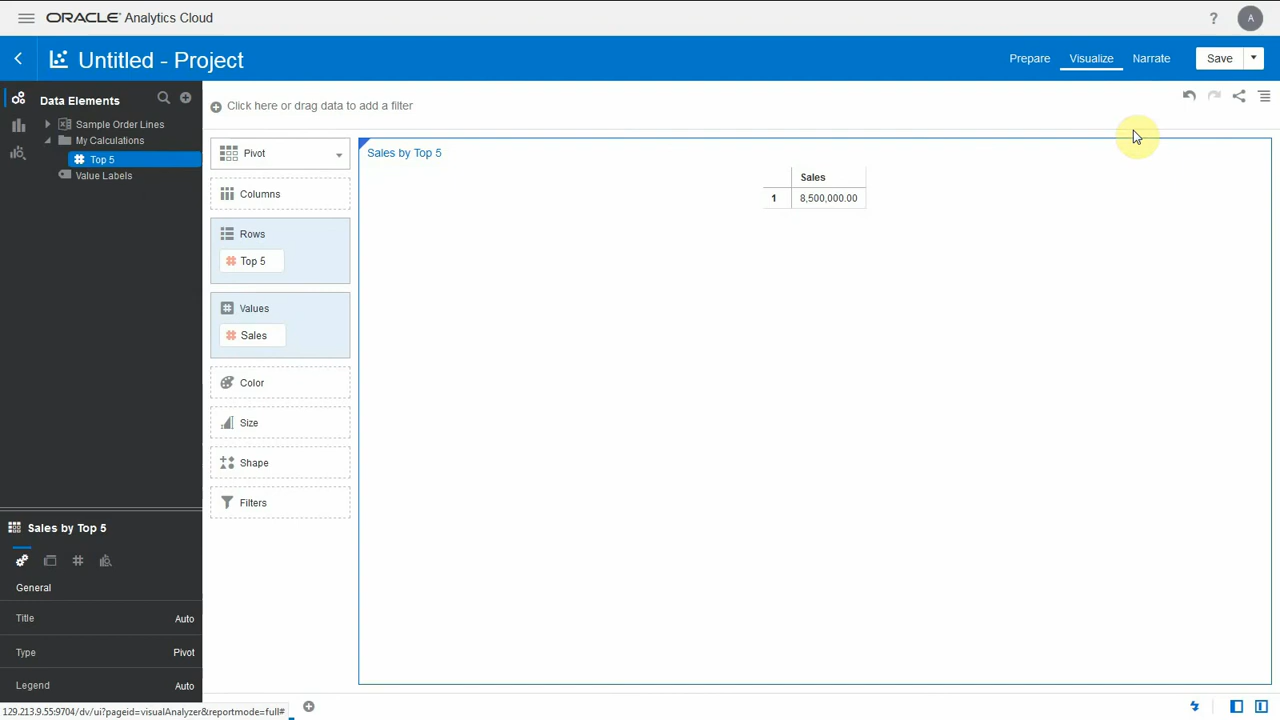 ORACLE Analytics Cloud
?
A
Untitled - Project
Prepare
Visualize
Narrate
Save
Data Elements
Click here or drag data to add a filter
Sample Order Lines
My Calculations
Top 5
Value Labels
Pivot
Columns
Rows
Top 5
Values
Sales
Color
Size
Shape
Filters
Sales by Top 5
Sales
1 8,500,000.00
Sales by Top 5
General
Title Auto
Type Pivot
Legend Auto
129.213.9.55:9704/dv/ui?pageid=visualAnalyzer&reportmode=full#